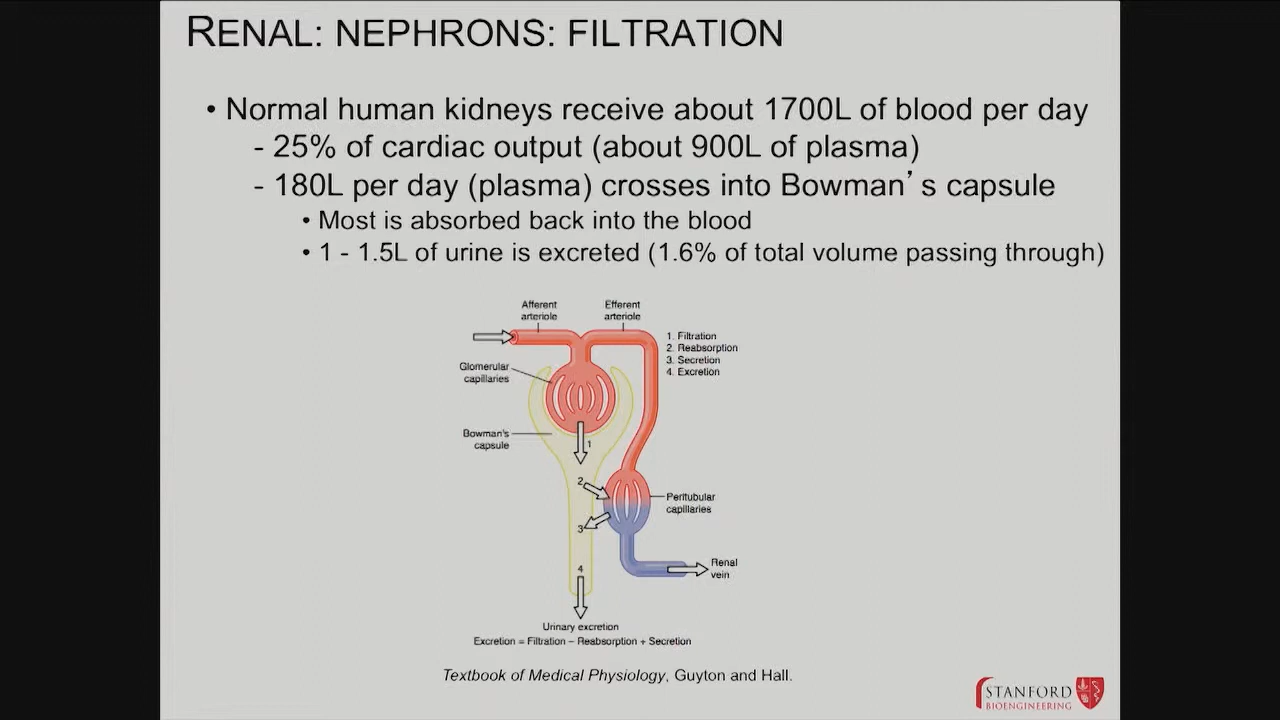 RENAL: NEPHRONS: FILTRATION
• Normal human kidneys receive about 1700L of blood per day
- 25% of cardiac output (about 900L of plasma)
- 180L per day (plasma) crosses into Bowman's capsule
• Most is absorbed back into the blood
• 1 - 1.5L of urine is excreted (1.6% of total volume passing through)
Afferent
arteriole
Efferent
arteriole
1. Filtration
2. Reabsorption
3. Secretion
4. Excretion
Glomerular
capillaries
Bowman's
capsule
1
2
3
4
Peritubular
capillaries
Renal
vein
Urinary excretion
Excretion = Filtration – Reabsorption + Secretion
Textbook of Medical Physiology, Guyton and Hall.
STANFORD
BIOENGINEERING